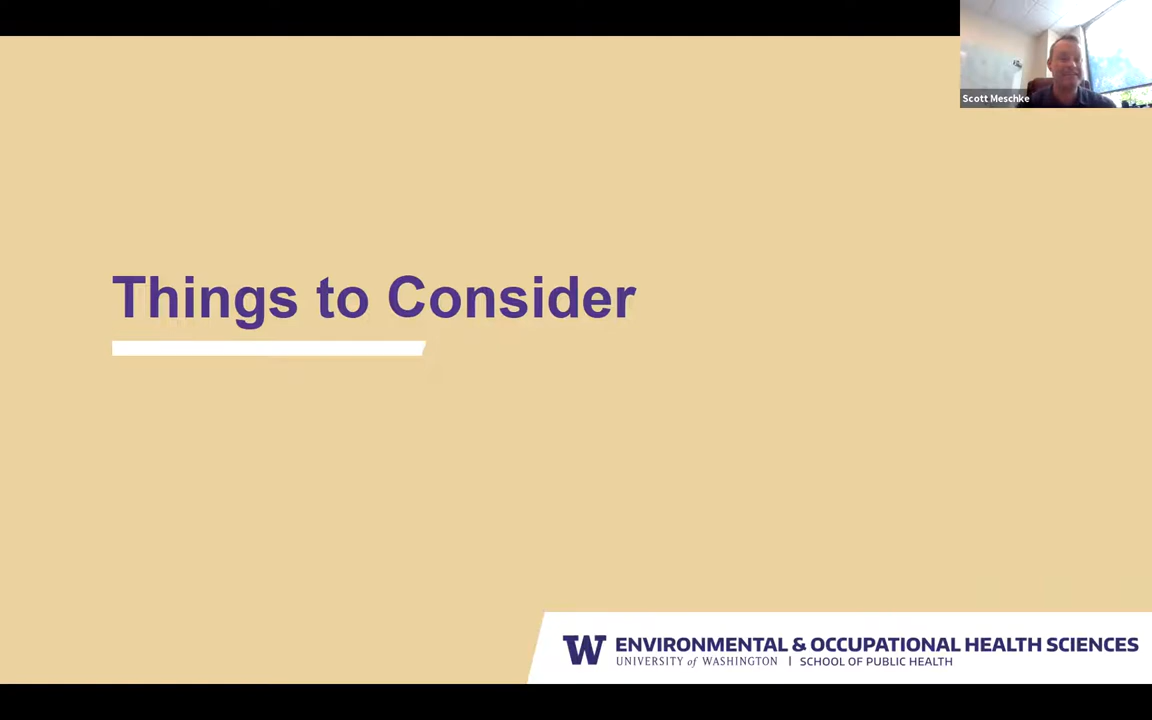 Scott Meschke
Things to Consider
W ENVIRONMENTAL & OCCUPATIONAL HEALTH SCIENCES
UNIVERSITY of WASHINGTON | SCHOOL OF PUBLIC HEALTH